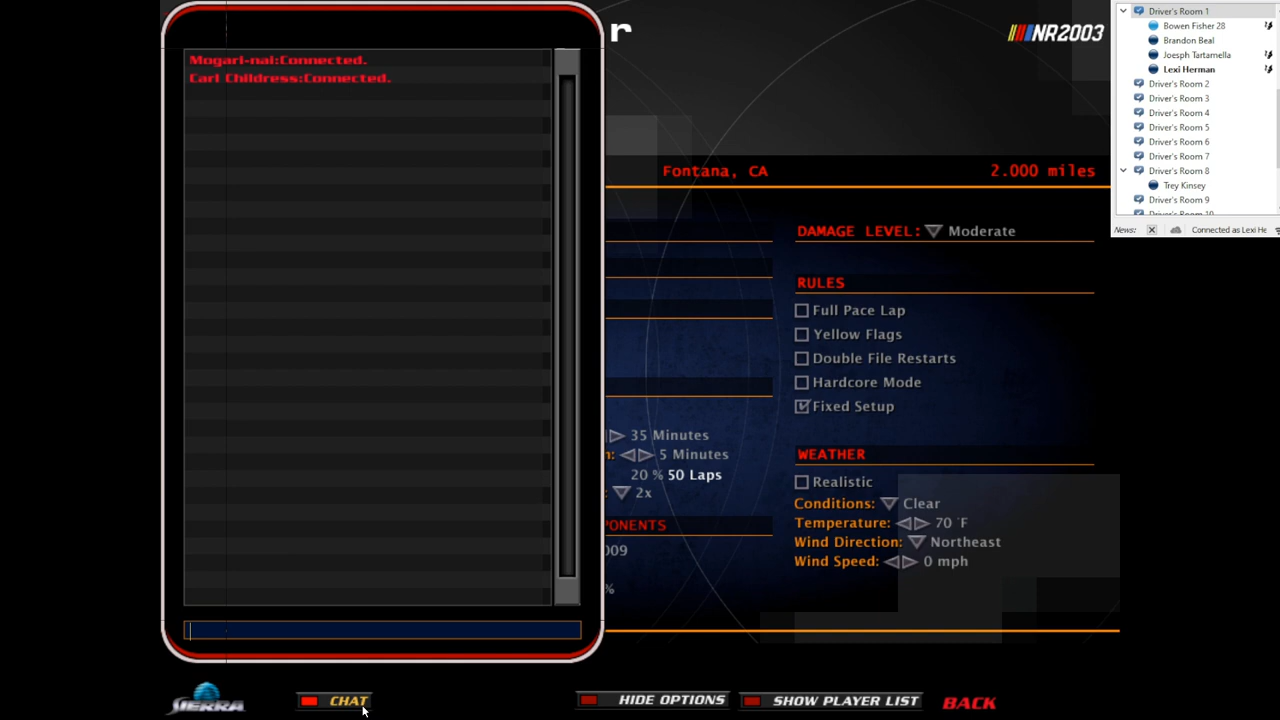 r
NR2003
Mogari-nai:Connected.
Carl Childress:Connected.
Fontana, CA
2.000 miles
DAMAGE LEVEL: Moderate
RULES
Full Pace Lap
Yellow Flags
Double File Restarts
Hardcore Mode
Fixed Setup
35 Minutes
n: 5 Minutes
20 % 50 Laps
: 2x
WEATHER
Realistic
Conditions: Clear
Temperature: 70 °F
Wind Direction: Northeast
Wind Speed: 0 mph
PONENTS
009
%
SIERRA
CHAT
HIDE OPTIONS
SHOW PLAYER LIST
BACK
Driver's Room 1
Bowen Fisher 28
Brandon Beal
Joesph Tartamella
Lexi Herman
Driver's Room 2
Driver's Room 3
Driver's Room 4
Driver's Room 5
Driver's Room 6
Driver's Room 7
Driver's Room 8
Trey Kinsey
Driver's Room 9
Driver's Room 10
News:
Connected as Lexi He